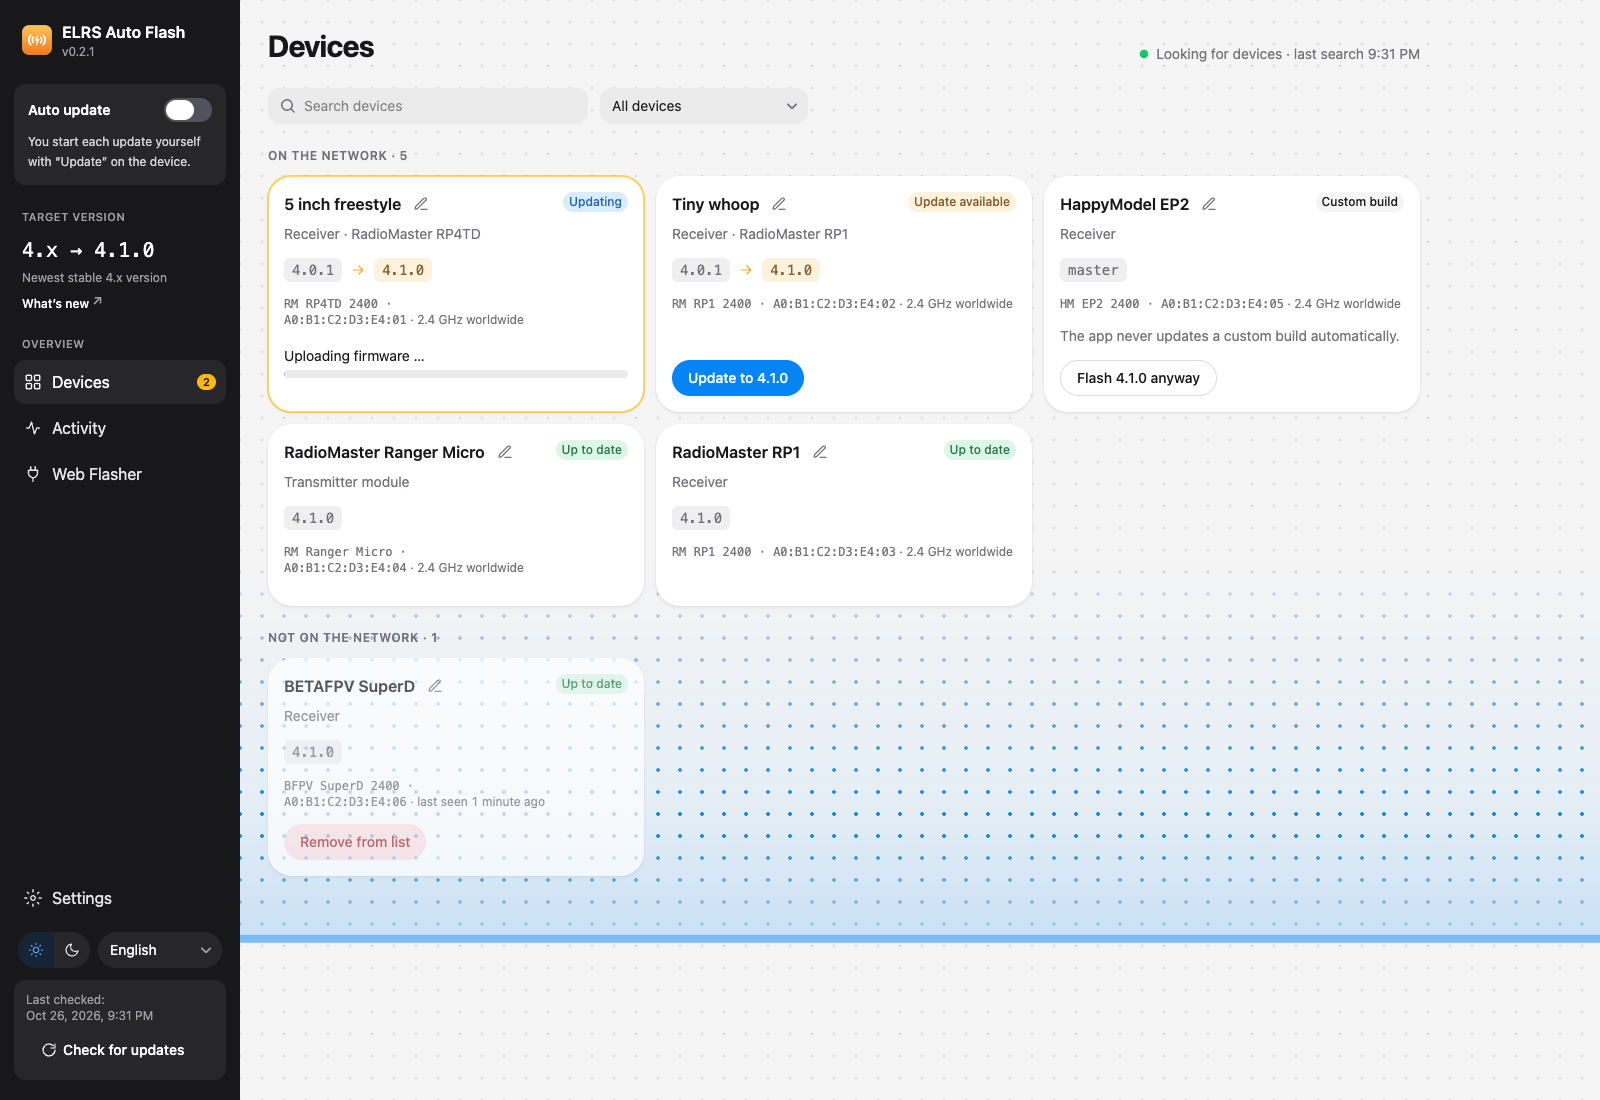 ELRS Auto Flash
v0.2.1
Auto update
You start each update yourself
with "Update" on the device.
TARGET VERSION
4.x → 4.1.0
Newest stable 4.x version
What's new ↗
OVERVIEW
Devices 2
Activity
Web Flasher
Settings
English
Last checked:
Oct 26, 2026, 9:31 PM
Check for updates
Devices
Looking for devices · last search 9:31 PM
Search devices
All devices
ON THE NETWORK · 5
5 inch freestyle
Updating
Receiver · RadioMaster RP4TD
4.0.1 → 4.1.0
RM RP4TD 2400 ·
A0:B1:C2:D3:E4:01 · 2.4 GHz worldwide
Uploading firmware ...
Tiny whoop
Update available
Receiver · RadioMaster RP1
4.0.1 → 4.1.0
RM RP1 2400 · A0:B1:C2:D3:E4:02 · 2.4 GHz worldwide
Update to 4.1.0
HappyModel EP2
Custom build
Receiver
master
HM EP2 2400 · A0:B1:C2:D3:E4:05 · 2.4 GHz worldwide
The app never updates a custom build automatically.
Flash 4.1.0 anyway
RadioMaster Ranger Micro
Up to date
Transmitter module
4.1.0
RM Ranger Micro ·
A0:B1:C2:D3:E4:04 · 2.4 GHz worldwide
RadioMaster RP1
Up to date
Receiver
4.1.0
RM RP1 2400 · A0:B1:C2:D3:E4:03 · 2.4 GHz worldwide
NOT ON THE NETWORK · 1
BETAFPV SuperD
Up to date
Receiver
4.1.0
BFPV SuperD 2400 ·
A0:B1:C2:D3:E4:06 · last seen 1 minute ago
Remove from list